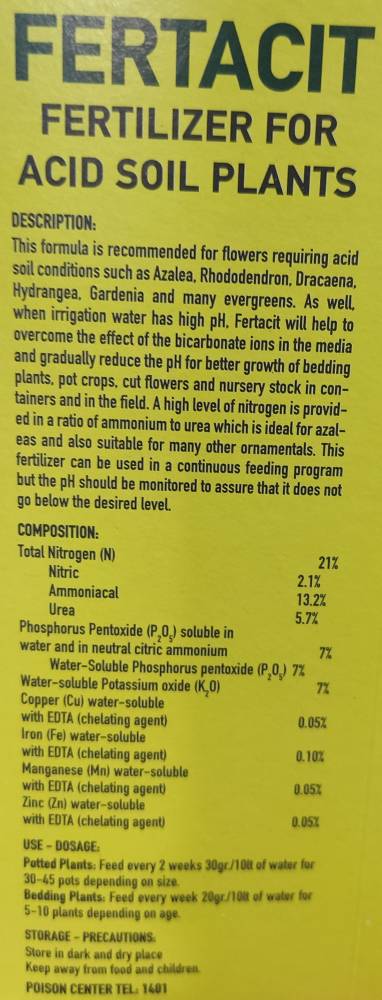 FERTACIT
FERTILIZER FOR
ACID SOIL PLANTS
DESCRIPTION:
This formula is recommended for flowers requiring acid
soil conditions such as Azalea, Rhododendron, Dracaena,
Hydrangea, Gardenia and many evergreens. As well,
when irrigation water has high pH, Fertacit will help to
overcome the effect of the bicarbonate ions in the media
and gradually reduce the pH for better growth of bedding
plants, pot crops, cut flowers and nursery stock in con-
tainers and in the field. A high level of nitrogen is provid-
ed in a ratio of ammonium to urea which is ideal for azal-
eas and also suitable for many other ornamentals. This
fertilizer can be used in a continuous feeding program
but the pH should be monitored to assure that it does not
go below the desired level.
COMPOSITION:
Total Nitrogen (N) 21%
Nitric 2.1%
Ammoniacal 13.2%
Urea 5.7%
Phosphorus Pentoxide (P₂O₅) soluble in
water and in neutral citric ammonium 7%
Water-Soluble Phosphorus pentoxide (P₂O₅) 7%
Water-soluble Potassium oxide (K₂O) 7%
Copper (Cu) water-soluble
with EDTA (chelating agent) 0.05%
Iron (Fe) water-soluble
with EDTA (chelating agent) 0.10%
Manganese (Mn) water-soluble
with EDTA (chelating agent) 0.05%
Zinc (Zn) water-soluble
with EDTA (chelating agent) 0.05%
USE - DOSAGE:
Potted Plants: Feed every 2 weeks 30gr./10lt of water for
30-45 pots depending on size.
Bedding Plants: Feed every week 20gr./10lt of water for
5-10 plants depending on age.
STORAGE - PRECAUTIONS:
Store in dark and dry place
Keep away from food and children.
POISON CENTER TEL: 1401